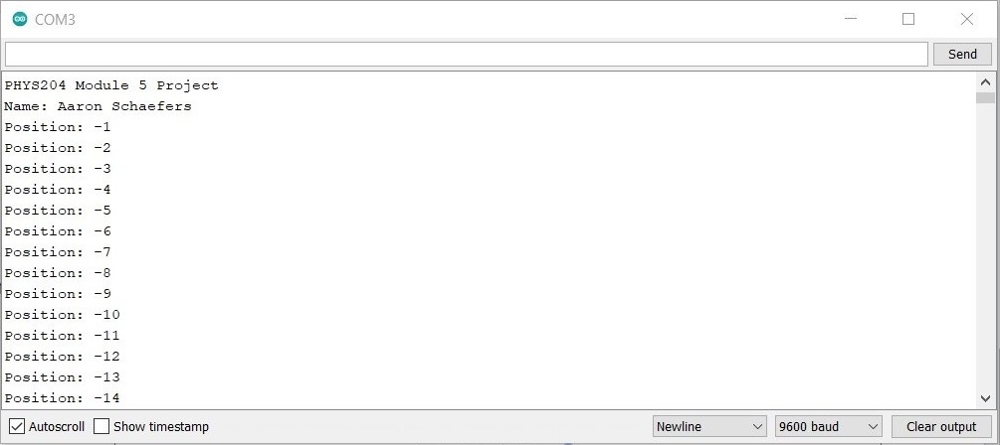 COM3
Send
PHYS204 Module 5 Project
Name: Aaron Schaefers
Position: -1
Position: -2
Position: -3
Position: -4
Position: -5
Position: -6
Position: -7
Position: -8
Position: -9
Position: -10
Position: -11
Position: -12
Position: -13
Position: -14
Autoscroll Show timestamp Newline 9600 baud Clear output